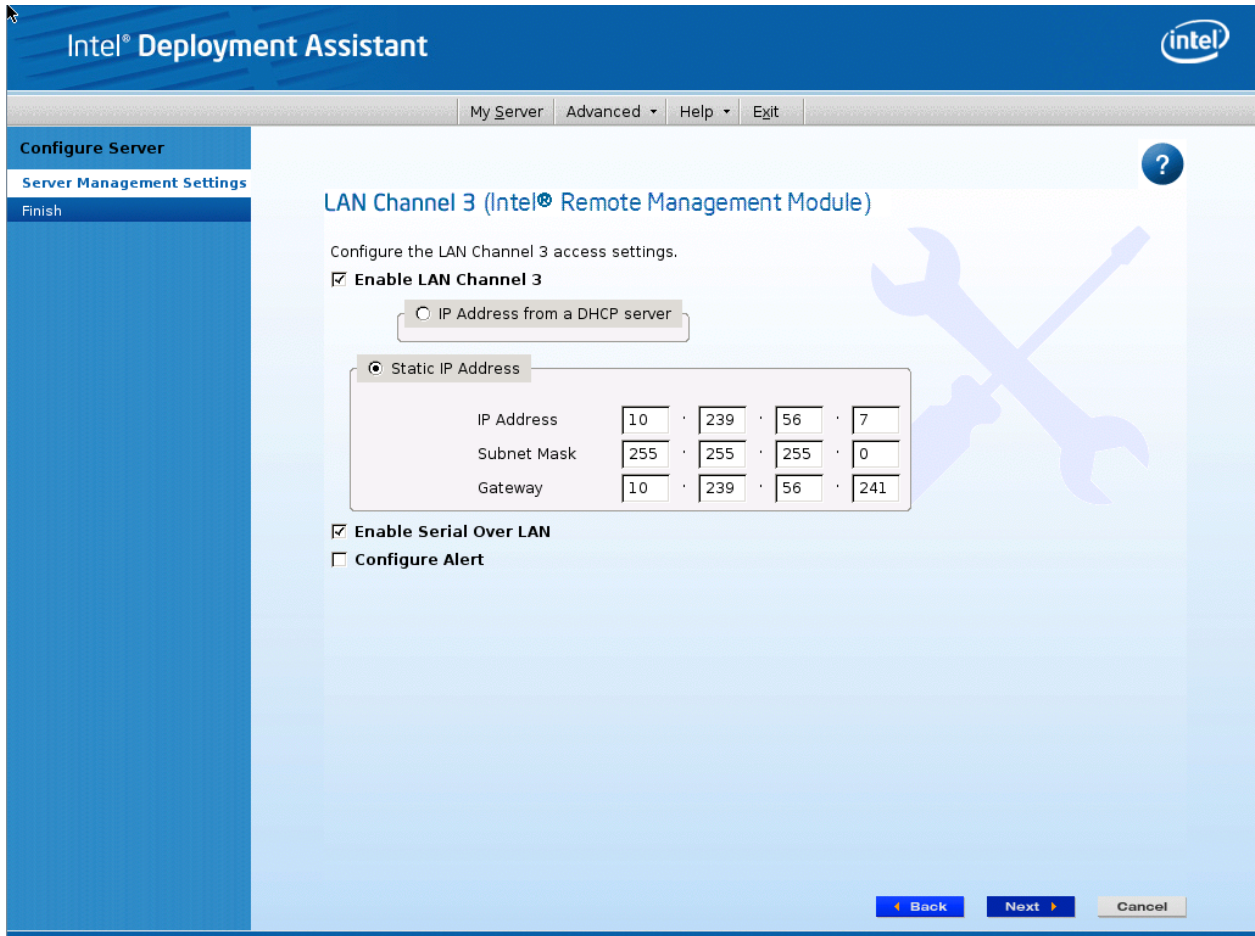 Intel® Deployment Assistant
intel
My Server Advanced Help Exit
Configure Server
Server Management Settings
Finish
?
LAN Channel 3 (Intel® Remote Management Module)
Configure the LAN Channel 3 access settings.
Enable LAN Channel 3
IP Address from a DHCP server
Static IP Address
IP Address 10 . 239 . 56 . 7
Subnet Mask 255 . 255 . 255 . 0
Gateway 10 . 239 . 56 . 241
Enable Serial Over LAN
Configure Alert
Back Next Cancel